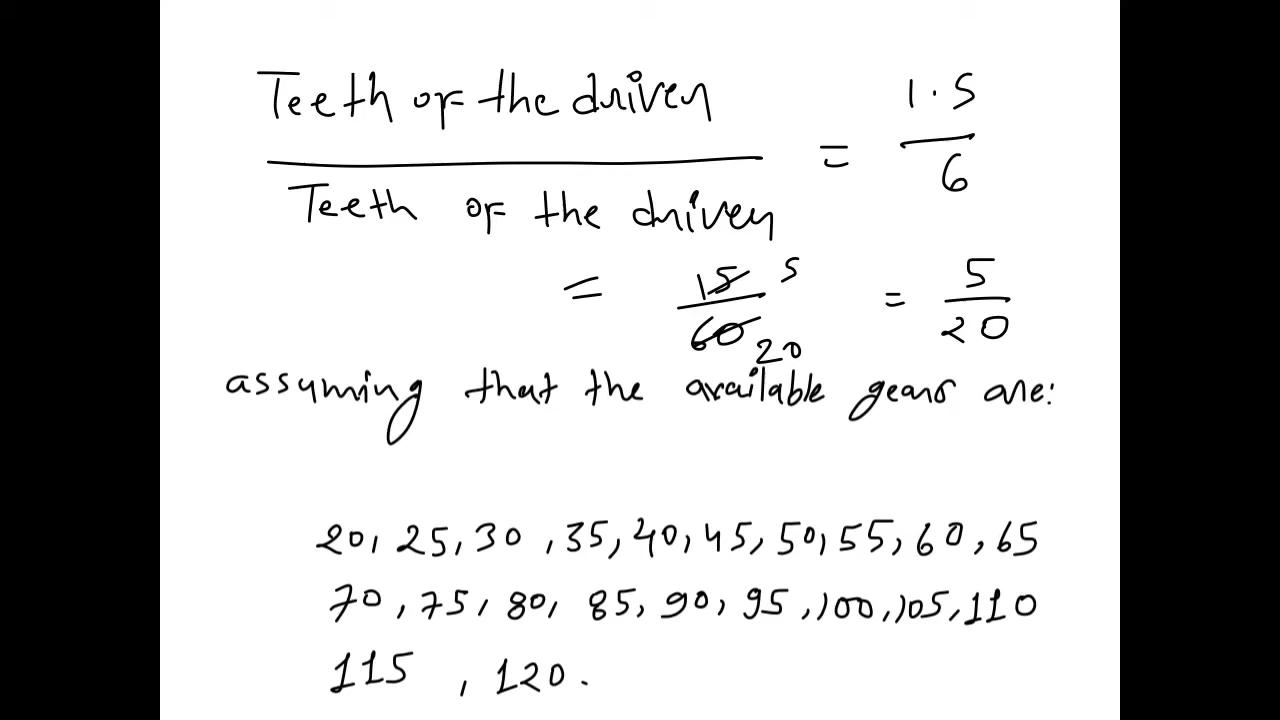 Teeth of the driven
Teeth of the driven
= 1.5/6
= 15/60 5 20 = 5/20
assuming that the available gears are:
20, 25, 30, 35, 40, 45, 50, 55, 60, 65
70, 75, 80, 85, 90, 95, 100, 105, 110
115, 120.